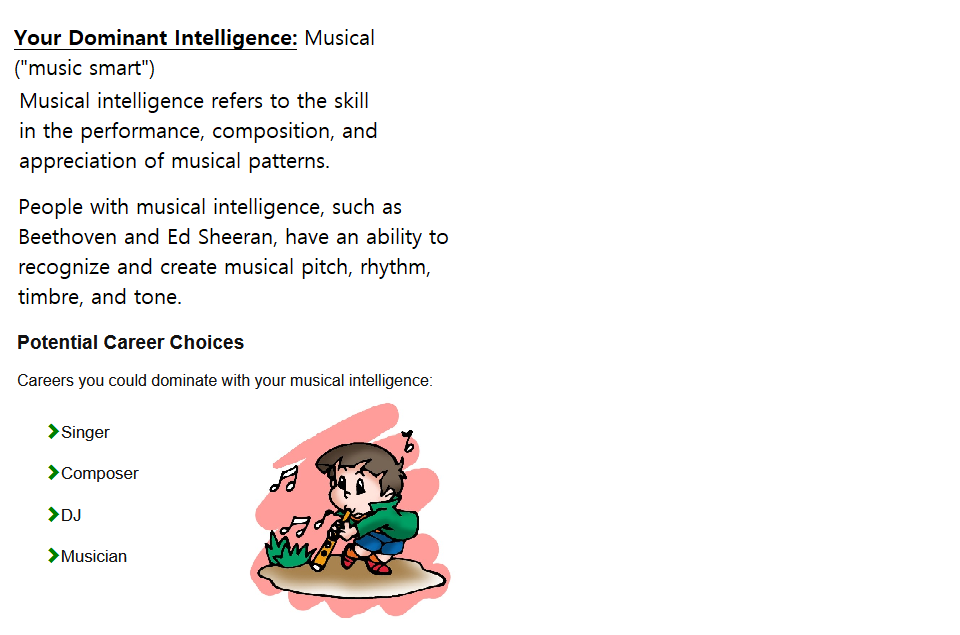 Your Dominant Intelligence: Musical
("music smart")
Musical intelligence refers to the skill
in the performance, composition, and
appreciation of musical patterns.
People with musical intelligence, such as
Beethoven and Ed Sheeran, have an ability to
recognize and create musical pitch, rhythm,
timbre, and tone.
Potential Career Choices
Careers you could dominate with your musical intelligence:
Singer
Composer
DJ
Musician